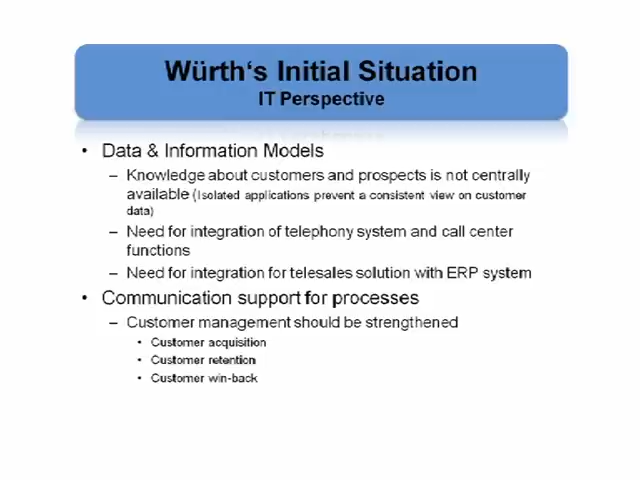 Würth‘s Initial Situation
IT Perspective
• Data & Information Models
– Knowledge about customers and prospects is not centrally
available (Isolated applications prevent a consistent view on customer
data)
– Need for integration of telephony system and call center
functions
– Need for integration for telesales solution with ERP system
• Communication support for processes
– Customer management should be strengthened
• Customer acquisition
• Customer retention
• Customer win-back